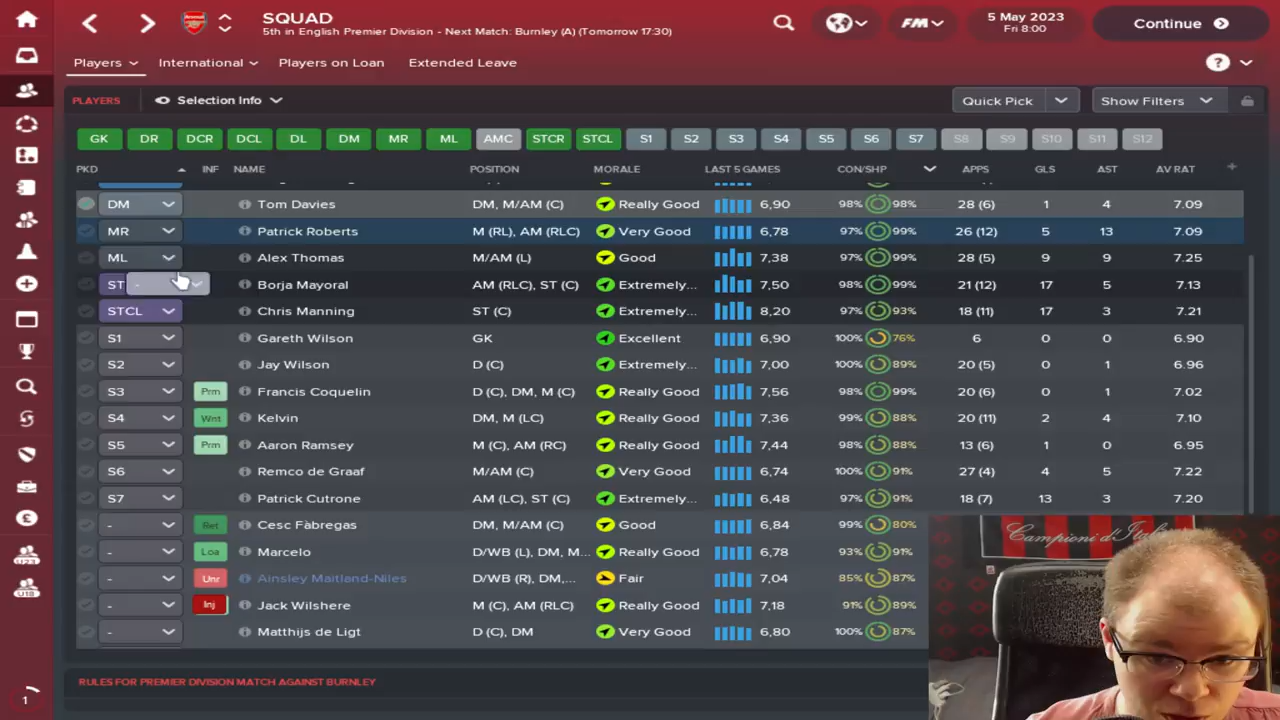 SQUAD
5th in English Premier Division - Next Match: Burnley (A) (Tomorrow 17:30)
FM
5 May 2023
Fri 8:00
Continue
Players International Players on Loan Extended Leave
?
PLAYERS Selection Info Quick Pick Show Filters
GK DR DCR DCL DL DM MR ML AMC STCR STCL S1 S2 S3 S4 S5 S6 S7 S8 S9 S10 S11 S12
PKD INF NAME POSITION MORALE LAST 5 GAMES CON/SHP APPS GLS AST AV RAT +
DM Tom Davies DM, M/AM (C) Really Good 6,90 98% 98% 28 (6) 1 4 7.09
MR Patrick Roberts M (RL), AM (RLC) Very Good 6,78 97% 99% 26 (12) 5 13 7.09
ML Alex Thomas M/AM (L) Good 7,38 97% 99% 28 (5) 9 9 7.25
ST - Borja Mayoral AM (RLC), ST (C) Extremely... 7,50 98% 99% 21 (12) 17 5 7.13
STCL Chris Manning ST (C) Extremely... 8,20 97% 93% 18 (11) 17 3 7.21
S1 Gareth Wilson GK Excellent 6,90 100% 76% 6 0 0 6.90
S2 Jay Wilson D (C) Extremely... 7,00 100% 89% 20 (5) 0 1 6.96
S3 Prm Francis Coquelin D (C), DM, M (C) Really Good 7,56 98% 99% 20 (6) 0 1 7.02
S4 Wnt Kelvin DM, M (LC) Really Good 7,36 99% 88% 20 (11) 2 4 7.10
S5 Prm Aaron Ramsey M (C), AM (RC) Really Good 7,44 98% 88% 13 (6) 1 0 6.95
S6 Remco de Graaf M/AM (C) Very Good 6,74 100% 91% 27 (4) 4 5 7.22
S7 Patrick Cutrone AM (LC), ST (C) Extremely... 6,48 97% 91% 18 (7) 13 3 7.20
- Ret Cesc Fàbregas DM, M/AM (C) Good 6,84 99% 80%
- Loa Marcelo D/WB (L), DM, M... Really Good 6,78 93% 91%
- Unr Ainsley Maitland-Niles D/WB (R), DM,... Fair 7,04 85% 87%
- Inj Jack Wilshere M (C), AM (RLC) Really Good 7,18 91% 89%
- Matthijs de Ligt D (C), DM Very Good 6,80 100% 87%
RULES FOR PREMIER DIVISION MATCH AGAINST BURNLEY
U23
U18
1
Campioni d'Italia